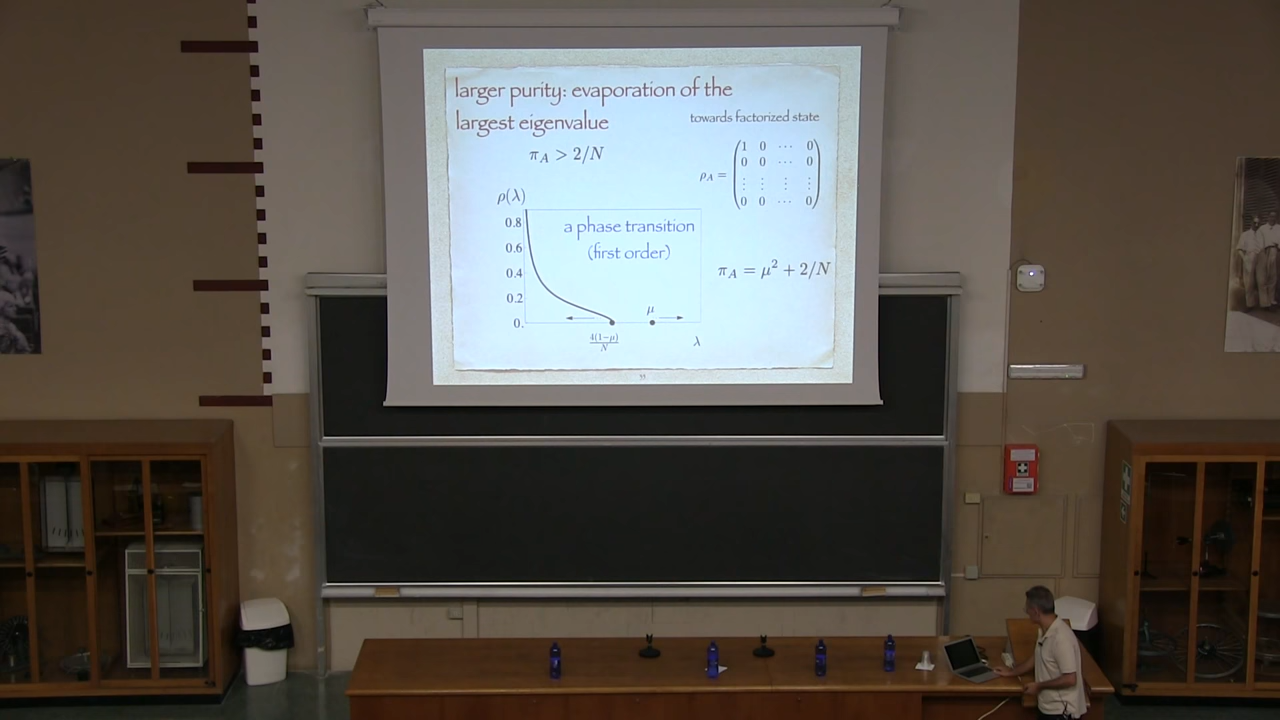 larger purity: evaporation of the
largest eigenvalue
towards factorized state
π_A > 2/N
ρ_A = (1 0 ⋯ 0
0 0 ⋯ 0
⋮ ⋮ ⋮ ⋮
0 0 ⋯ 0)
ρ(λ)
0.8
0.6
0.4
0.2
0.
a phase transition
(first order)
π_A = μ² + 2/N
μ
4(1−μ)/N
λ